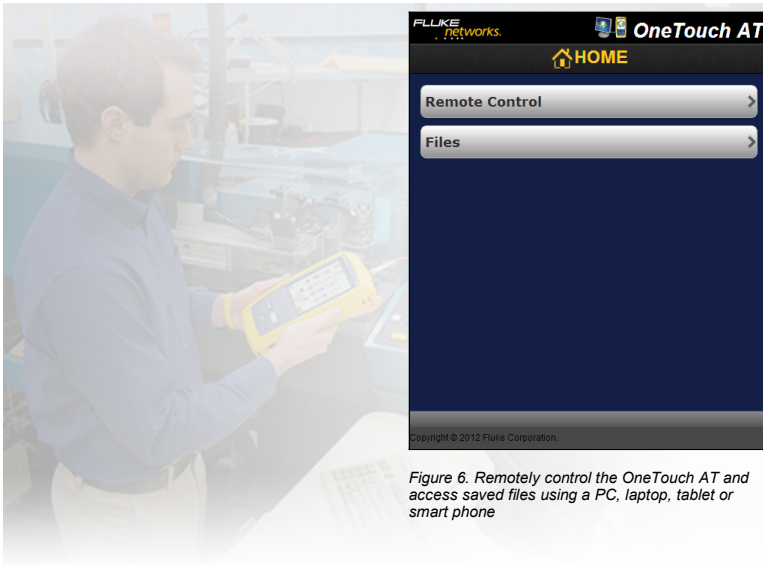 FLUKE
networks.
OneTouch AT
HOME
Remote Control
Files
Copyright © 2012 Fluke Corporation.
Figure 6. Remotely control the OneTouch AT and
access saved files using a PC, laptop, tablet or
smart phone